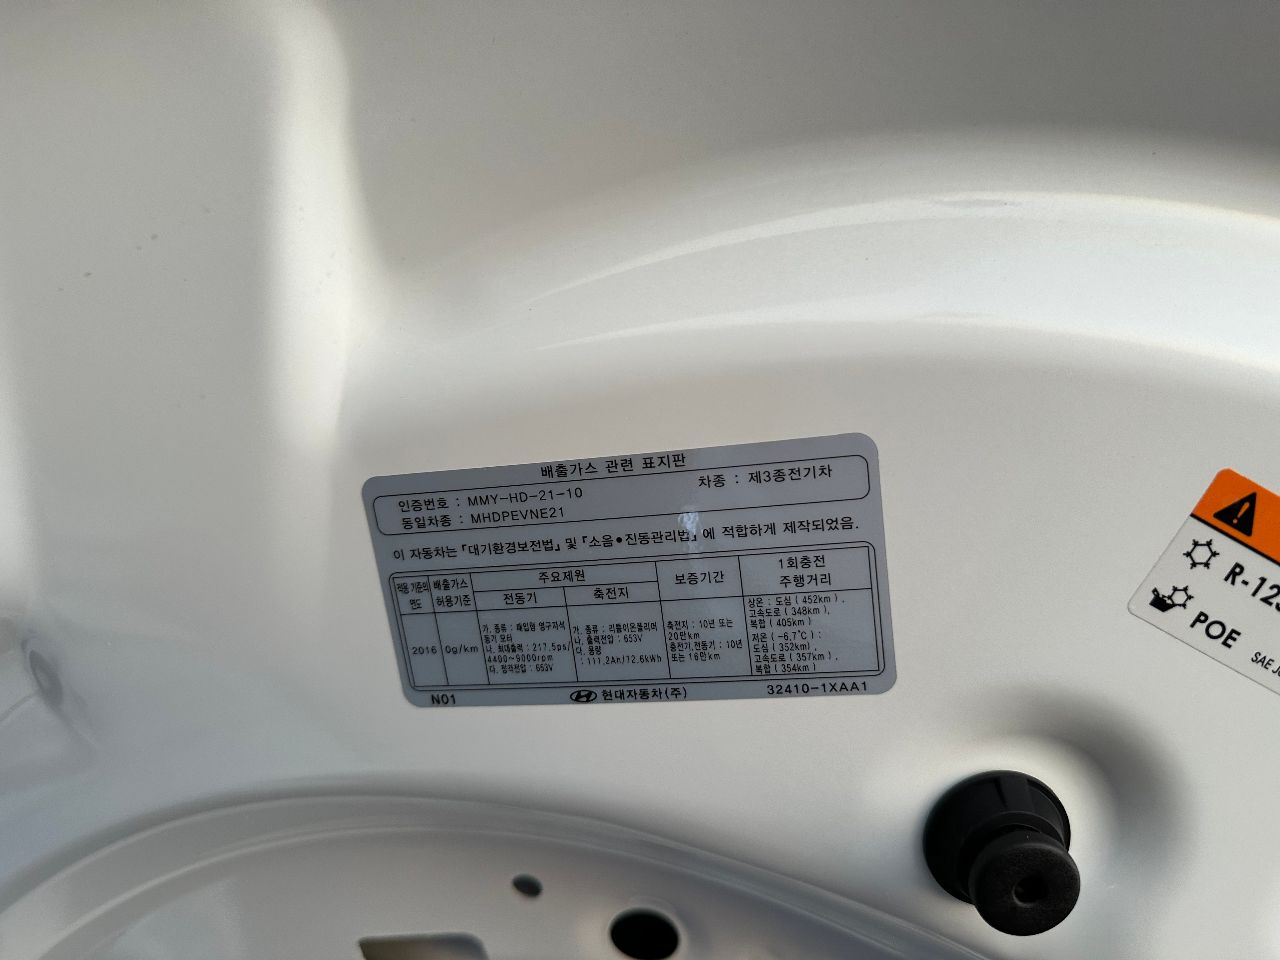 배출가스 관련 표지판
인증번호 : MMY-HD-21-10
차종 : 제3종전기차
동일차종 : MHDPEVNE21
이 자동차는 「대기환경보전법」 및 「소음•진동관리법」 에 적합하게 제작되었음.
적용 기준의 연도
배출가스 허용기준
주요제원
전동기
축전지
보증기간
1회충전
주행거리
2016
0g/km
가. 종류 : 매입형 영구자석
동기 모터
나. 최대출력 : 217.5ps/
4400~9000rpm
다. 정격전압 : 653V
가. 종류 : 리튬이온폴리머
나. 출력전압 : 653V
다. 용량
: 111.2Ah/72.6kWh
축전지 : 10년 또는
20만km
충전기,전동기 : 10년
또는 16만km
상온 : 도심 ( 452km ) ,
고속도로 ( 348km ),
복합 ( 405km )
저온 ( -6.7℃ ) :
도심 ( 352km ) ,
고속도로 ( 357km ) ,
복합 ( 354km )
N01
현대자동차(주)
32410-1XAA1
POE